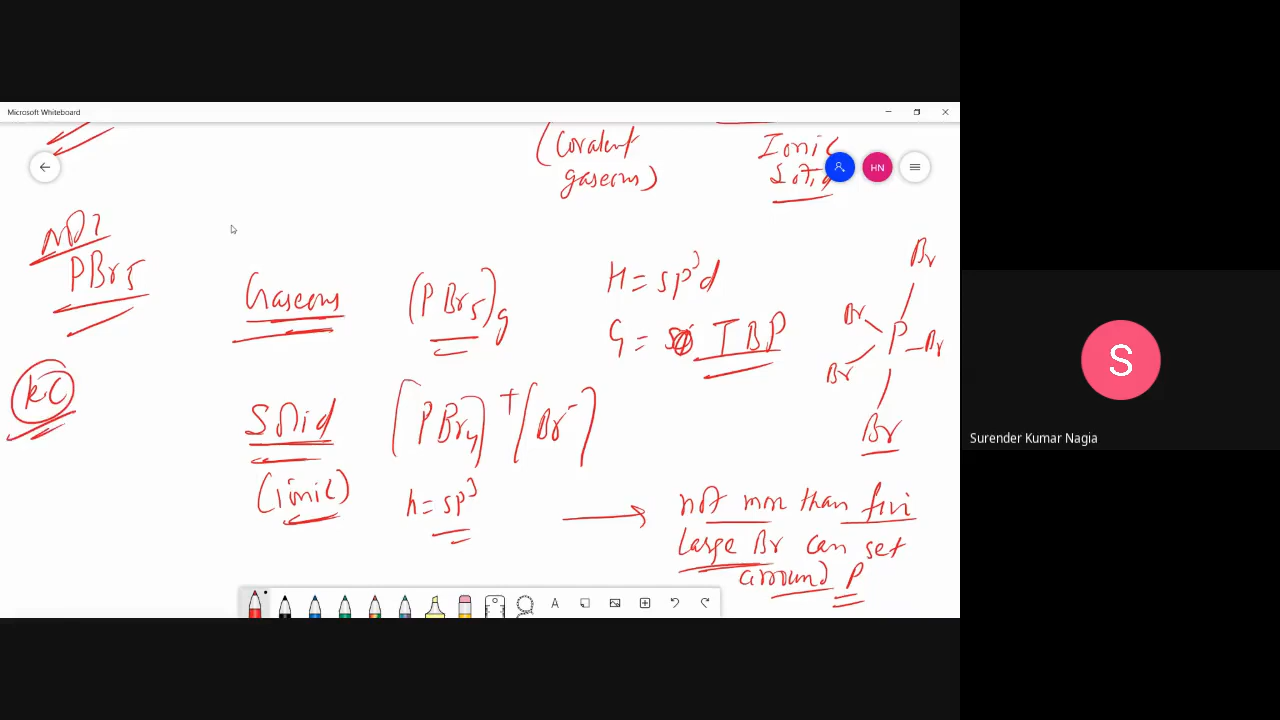 Microsoft Whiteboard
(Covalent
gaseous)
Ionic
Solid
HN
PBr5
Gaseous (PBr5)g H = sp3d
G = TBP
Br
Br
P
Br
Br
Br
Solid [PBr4]+ [Br-]
(ionic) h = sp3
not more than five
large Br can set
around P
A
S
Surender Kumar Nagia